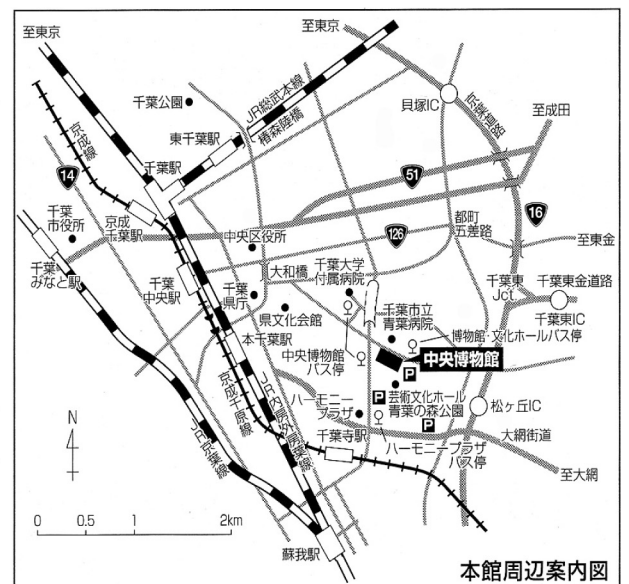 至東京
至東京
千葉公園
JR総武本線
椿森陸橋
貝塚IC
京葉道路
至成田
京成線
東千葉駅
千葉駅
14
51
16
千葉
市役所
京成
千葉駅
中央区役所
126
都町
五差路
至東金
千葉
みなと駅
千葉
中央駅
千葉
県庁
大和橋
千葉大学
付属病院
千葉東
Jct.
千葉東金道路
千葉東IC
県文化会館
千葉市立
青葉病院
本千葉駅
中央博物館
バス停
博物館・文化ホールバス停
中央博物館
P
京成千原線
JR内房外房線
JR京葉線
ハーモニー
プラザ
P
芸術文化ホール
青葉の森公園
松ヶ丘IC
千葉寺駅
P
大網街道
ハーモニープラザ
バス停
至大網
N
0 0.5 1 2km
蘇我駅
本館周辺案内図